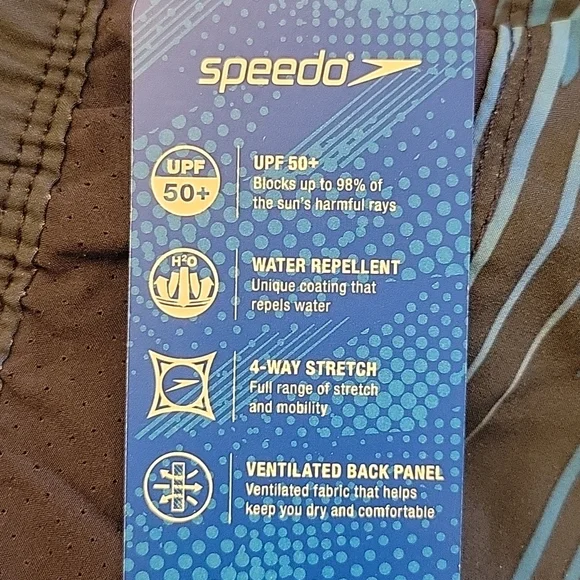 speedo
UPF
50+
UPF 50+
Blocks up to 98% of
the sun's harmful rays
H²O
WATER REPELLENT
Unique coating that
repels water
4-WAY STRETCH
Full range of stretch
and mobility
VENTILATED BACK PANEL
Ventilated fabric that helps
keep you dry and comfortable